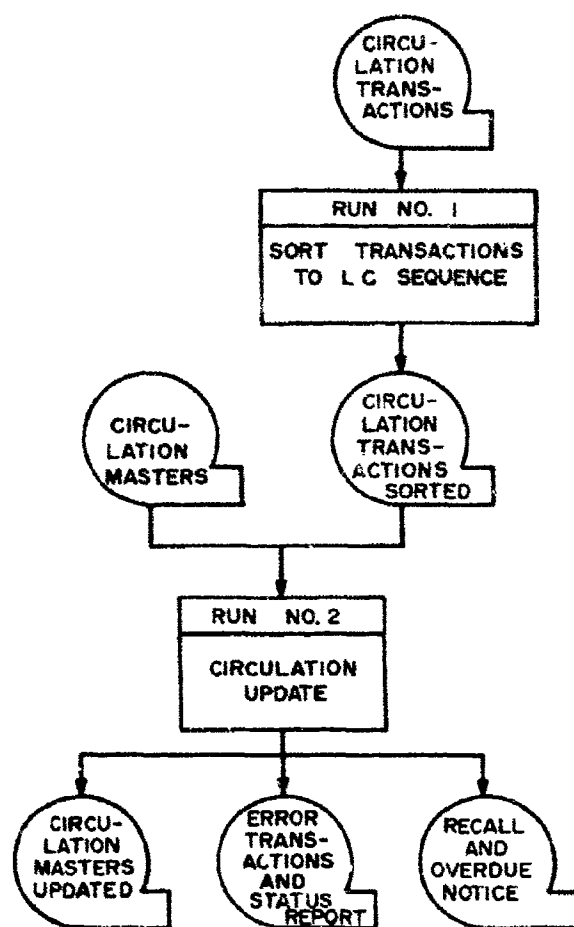 CIRCU-
LATION
TRANS-
ACTIONS
RUN NO. 1
SORT TRANSACTIONS
TO LC SEQUENCE
CIRCU-
LATION
MASTERS
CIRCU-
LATION
TRANS-
ACTIONS
SORTED
RUN NO. 2
CIRCULATION
UPDATE
CIRCU-
LATION
MASTERS
UPDATED
ERROR
TRANS-
ACTIONS
AND
STATUS
REPORT
RECALL
AND
OVERDUE
NOTICE